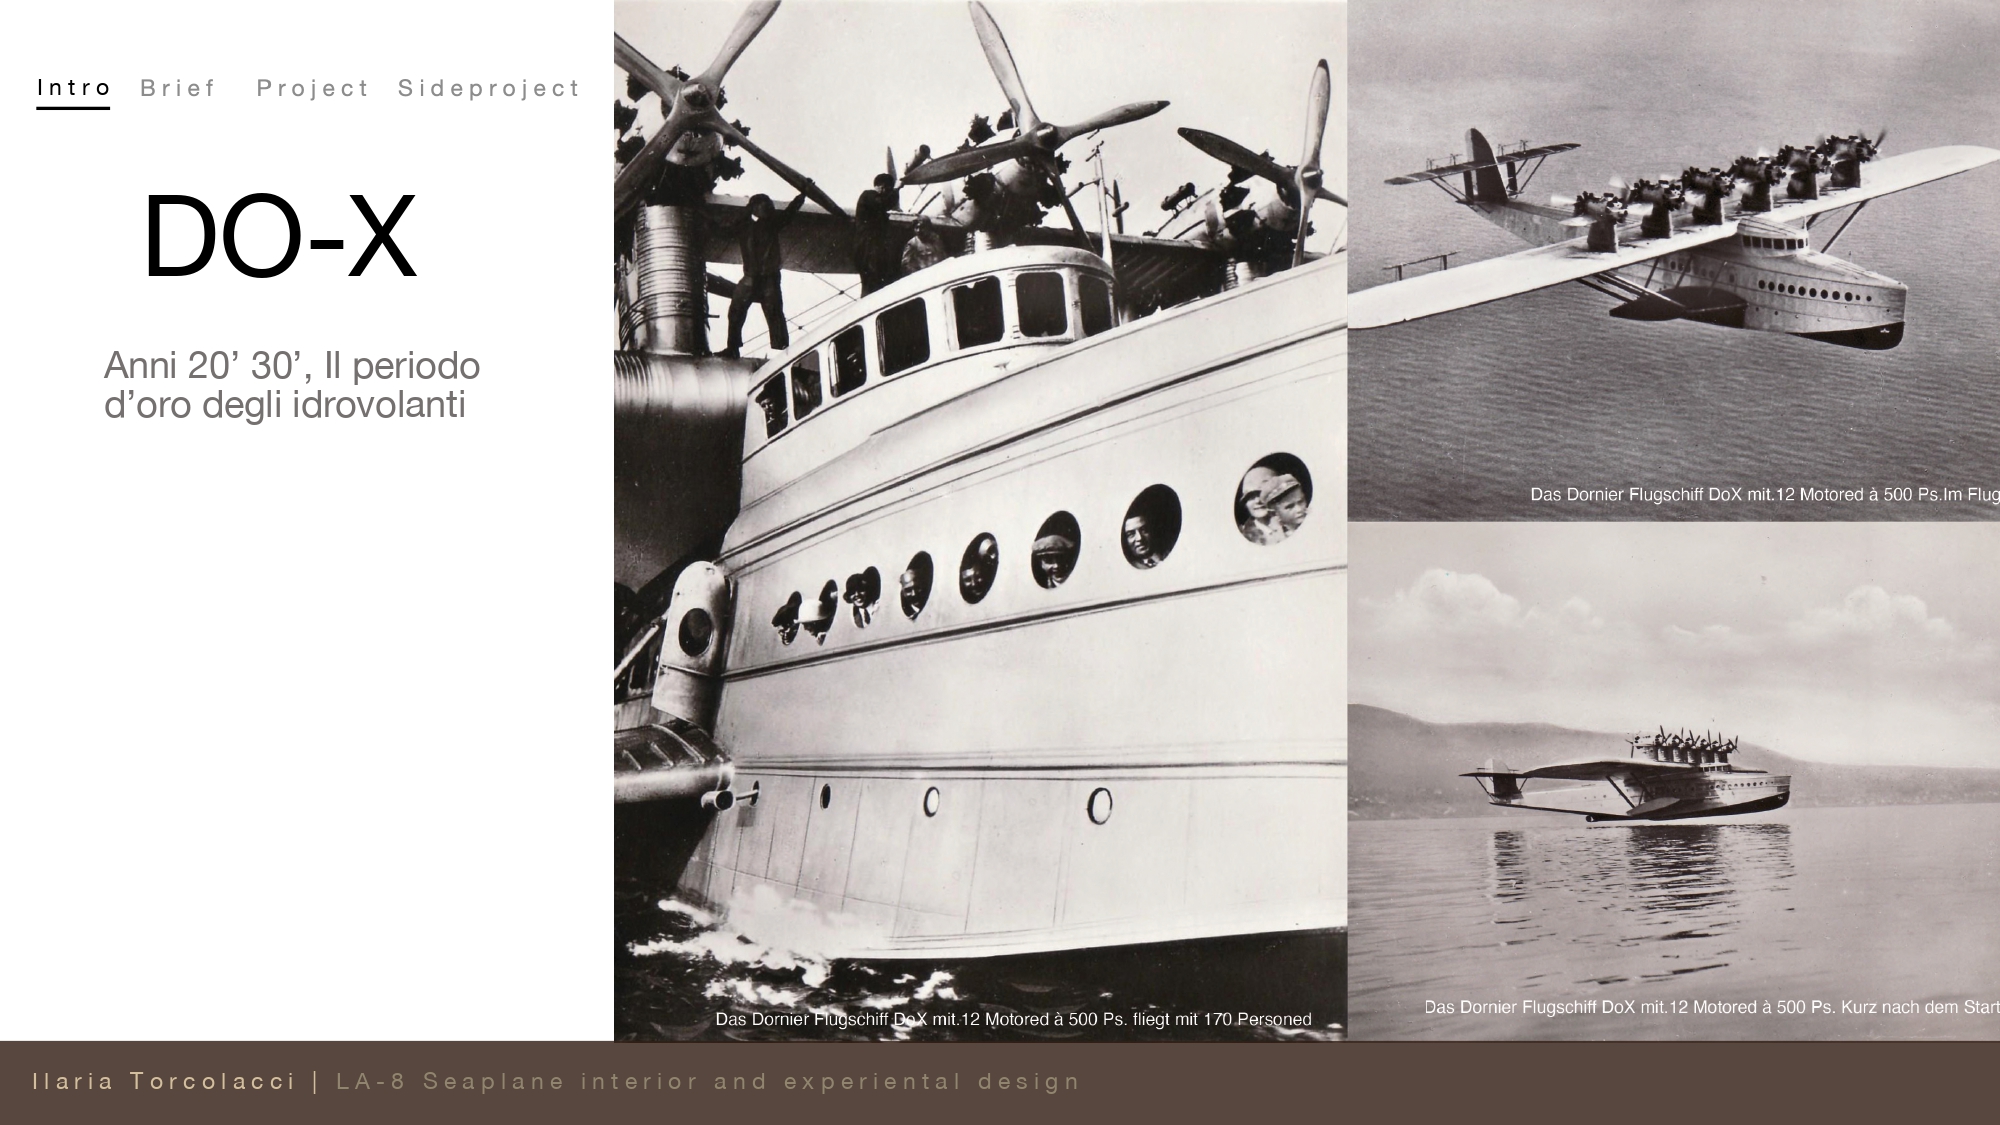 Intro Brief Project Sideproject
DO-X
Anni 20’ 30’, Il periodo
d’oro degli idrovolanti
Das Dornier Flugschiff DoX mit.12 Motored à 500 Ps. fliegt mit 170 Personed
Das Dornier Flugschiff DoX mit.12 Motored à 500 Ps.Im Flug
Das Dornier Flugschiff DoX mit.12 Motored à 500 Ps. Kurz nach dem Start
Ilaria Torcolacci | LA-8 Seaplane interior and experiental design